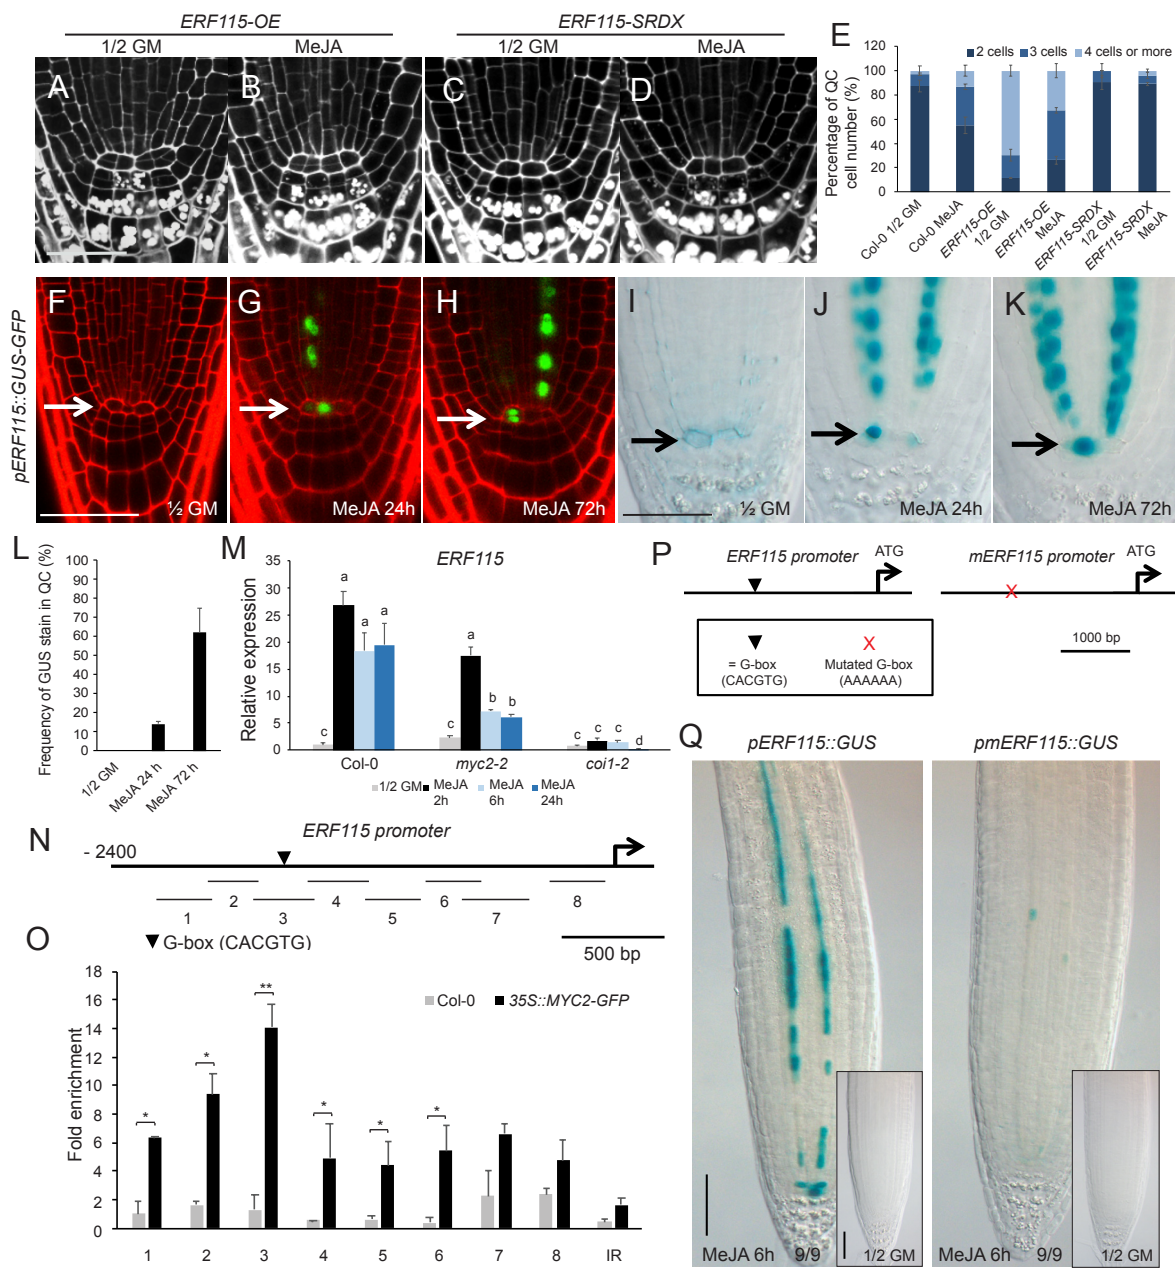 ERF115-OE
ERF115-SRDX
1/2 GM
MeJA
1/2 GM
MeJA
A
B
C
D
E
2 cells
3 cells
4 cells or more
Percentage of QC
cell number (%)
120
100
80
60
40
20
0
Col-0 1/2 GM
Col-0 MeJA
ERF115-OE
1/2 GM
ERF115-OE
MeJA
ERF115-SRDX
1/2 GM
ERF115-SRDX
MeJA
pERF115::GUS-GFP
F
½ GM
G
MeJA 24h
H
MeJA 72h
I
½ GM
J
MeJA 24h
K
MeJA 72h
L
Frequency of GUS stain in QC (%)
100
90
80
70
60
50
40
30
20
10
0
1/2 GM
MeJA 24 h
MeJA 72 h
M
ERF115
Relative expression
35
30
25
20
15
10
5
0
c
a
a
a
c
a
b
b
c
c
c
d
Col-0
myc2-2
coi1-2
1/2 GM
MeJA
2h
MeJA
6h
MeJA
24h
P
ERF115 promoter
ATG
mERF115 promoter
ATG
X
1000 bp
= G-box
(CACGTG)
X
Mutated G-box
(AAAAAA)
N
ERF115 promoter
- 2400
1
2
3
4
5
6
7
8
G-box (CACGTG)
500 bp
O
Fold enrichment
18
16
14
12
10
8
6
4
2
0
Col-0
35S::MYC2-GFP
*
*
**
*
*
*
1
2
3
4
5
6
7
8
IR
Q
pERF115::GUS
pmERF115::GUS
MeJA 6h
9/9
1/2 GM
MeJA 6h
9/9
1/2 GM